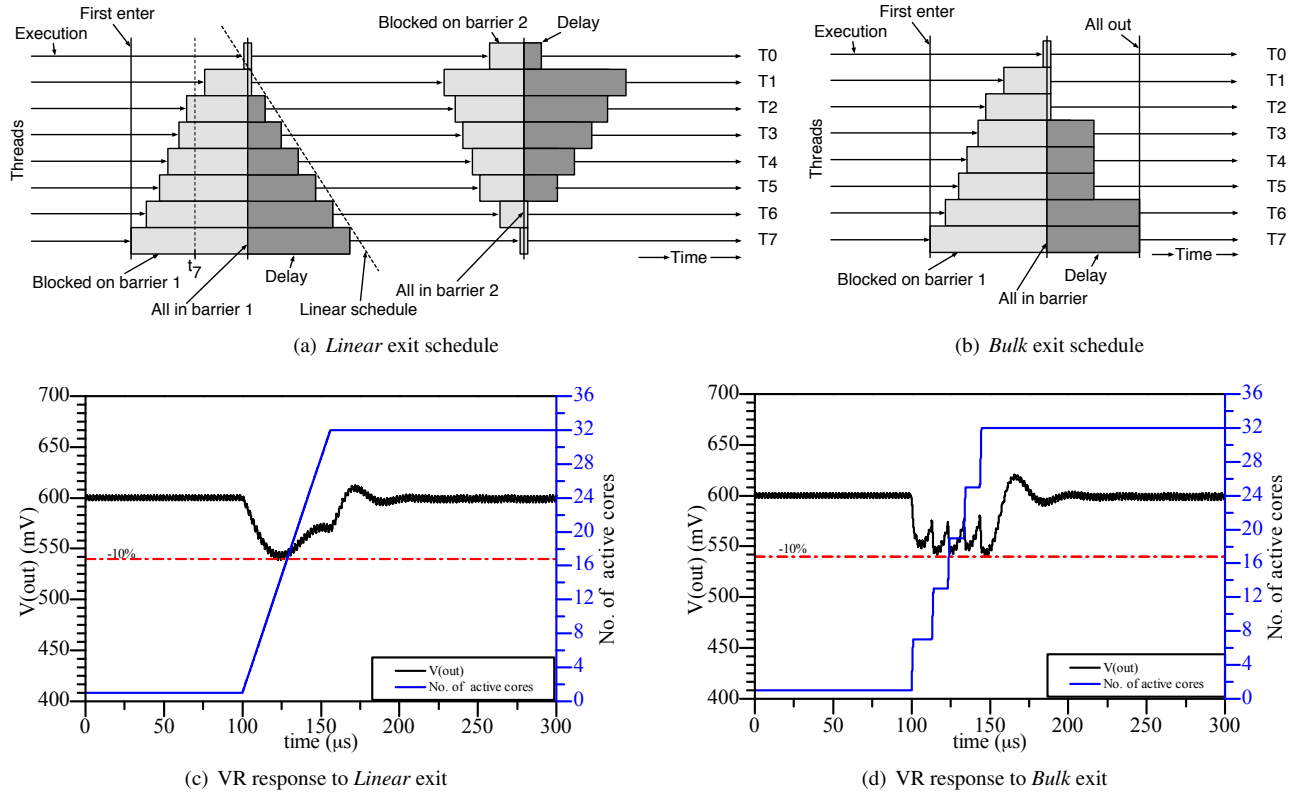 First enter
Execution
Blocked on barrier 2
Delay
T0
T1
T2
T3
T4
T5
T6
T7
Threads
t7
Blocked on barrier 1
Delay
All in barrier 1
Linear schedule
All in barrier 2
Time
(a) Linear exit schedule
First enter
Execution
All out
T0
T1
T2
T3
T4
T5
T6
T7
Threads
Blocked on barrier 1
Delay
All in barrier
Time
(b) Bulk exit schedule
700
650
600
550
500
450
400
V(out) (mV)
-10%
36
32
28
24
20
16
12
8
4
0
No. of active cores
V(out)
No. of active cores
0
50
100
150
200
250
300
time (μs)
(c) VR response to Linear exit
700
650
600
550
500
450
400
V(out) (mV)
-10%
36
32
28
24
20
16
12
8
4
0
No. of active cores
V(out)
No. of active cores
0
50
100
150
200
250
300
time (μs)
(d) VR response to Bulk exit